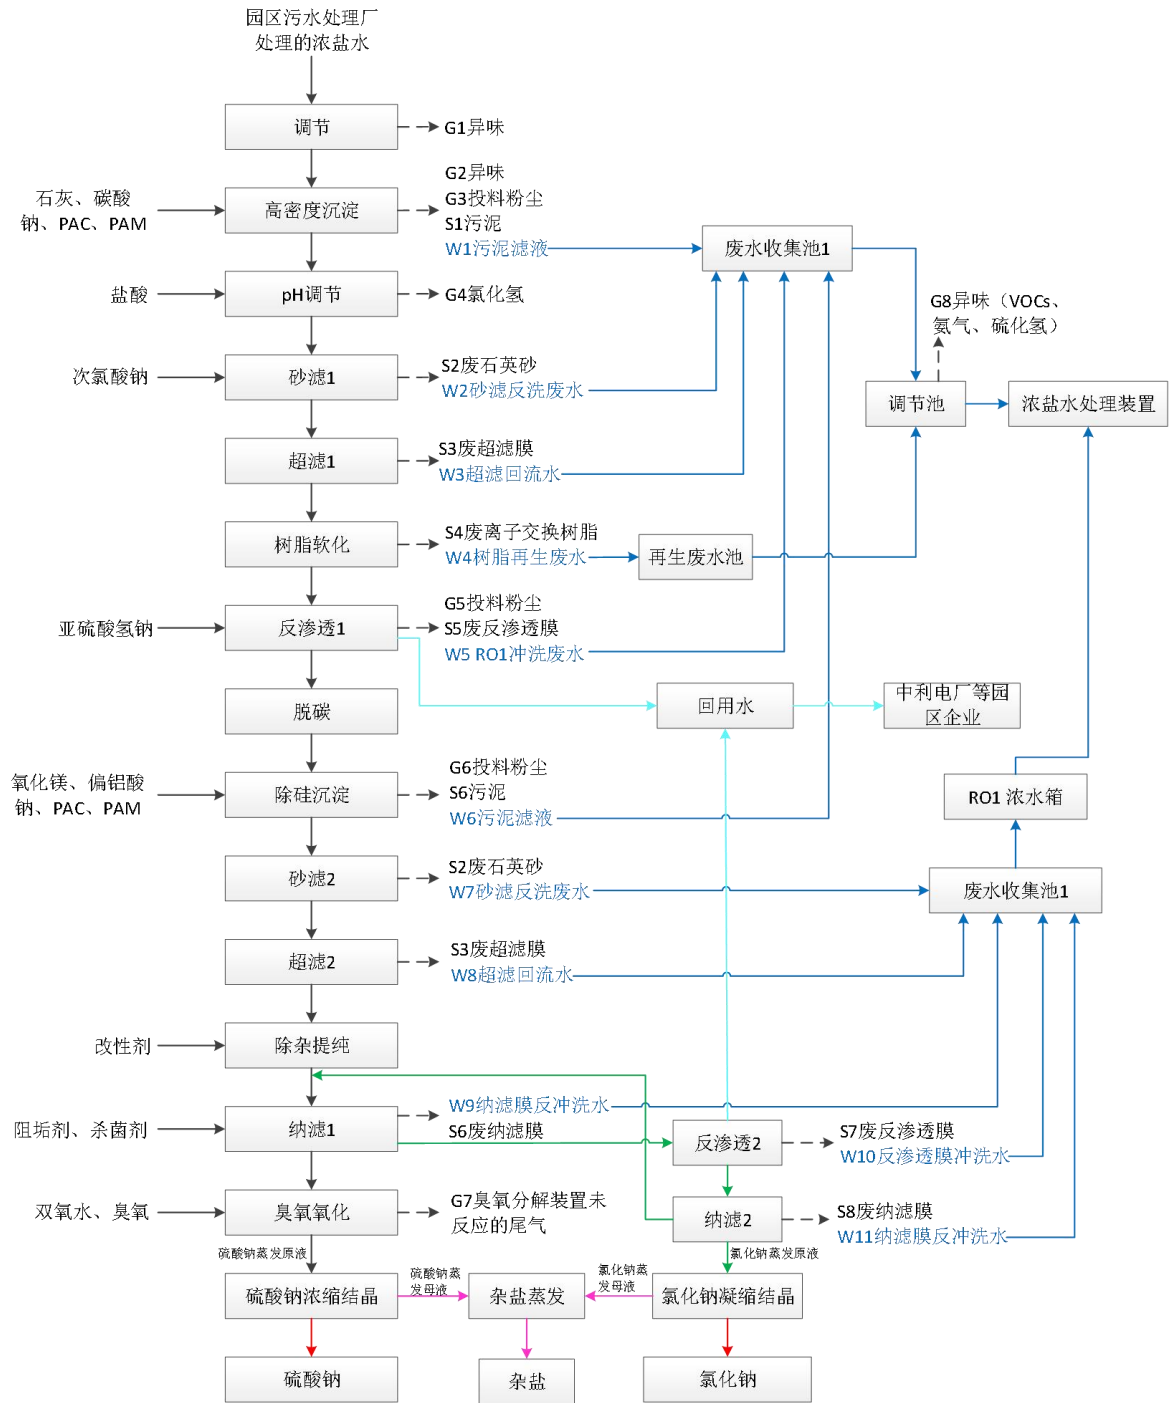 园区污水处理厂
处理的浓盐水
调节
G1异味
石灰、碳酸
钠、PAC、PAM
高密度沉淀
G2异味
G3投料粉尘
S1污泥
W1污泥滤液
废水收集池1
盐酸
pH调节
G4氯化氢
G8异味（VOCs、
氨气、硫化氢）
次氯酸钠
砂滤1
S2废石英砂
W2砂滤反洗废水
调节池
浓盐水处理装置
超滤1
S3废超滤膜
W3超滤回流水
树脂软化
S4废离子交换树脂
W4树脂再生废水
再生废水池
亚硫酸氢钠
反渗透1
G5投料粉尘
S5废反渗透膜
W5 RO1冲洗废水
脱碳
回用水
中利电厂等园
区企业
氧化镁、偏铝酸
钠、PAC、PAM
除硅沉淀
G6投料粉尘
S6污泥
W6污泥滤液
RO1 浓水箱
砂滤2
S2废石英砂
W7砂滤反洗废水
废水收集池1
超滤2
S3废超滤膜
W8超滤回流水
改性剂
除杂提纯
阻垢剂、杀菌剂
纳滤1
W9纳滤膜反冲洗水
S6废纳滤膜
反渗透2
S7废反渗透膜
W10反渗透膜冲洗水
双氧水、臭氧
臭氧氧化
G7臭氧分解装置未
反应的尾气
纳滤2
S8废纳滤膜
W11纳滤膜反冲洗水
硫酸钠蒸发原液
氯化钠蒸发原液
硫酸钠浓缩结晶
硫酸钠蒸
发母液
杂盐蒸发
氯化钠蒸
发母液
氯化钠凝缩结晶
硫酸钠
杂盐
氯化钠